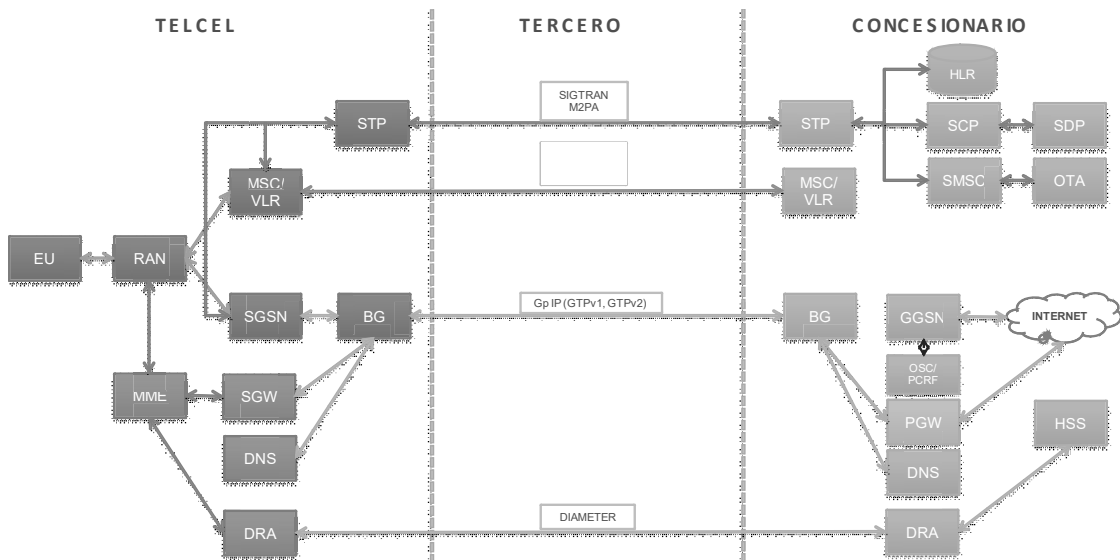 TELCEL
TERCERO
CONCESIONARIO
HLR
SIGTRAN
M2PA
STP
STP
SCP
SDP
MSC/
VLR
MSC/
VLR
SMSC
OTA
EU
RAN
SGSN
BG
Gp IP (GTPv1, GTPv2)
BG
GGSN
INTERNET
OSC/
PCRF
MME
SGW
PGW
HSS
DNS
DNS
DRA
DIAMETER
DRA